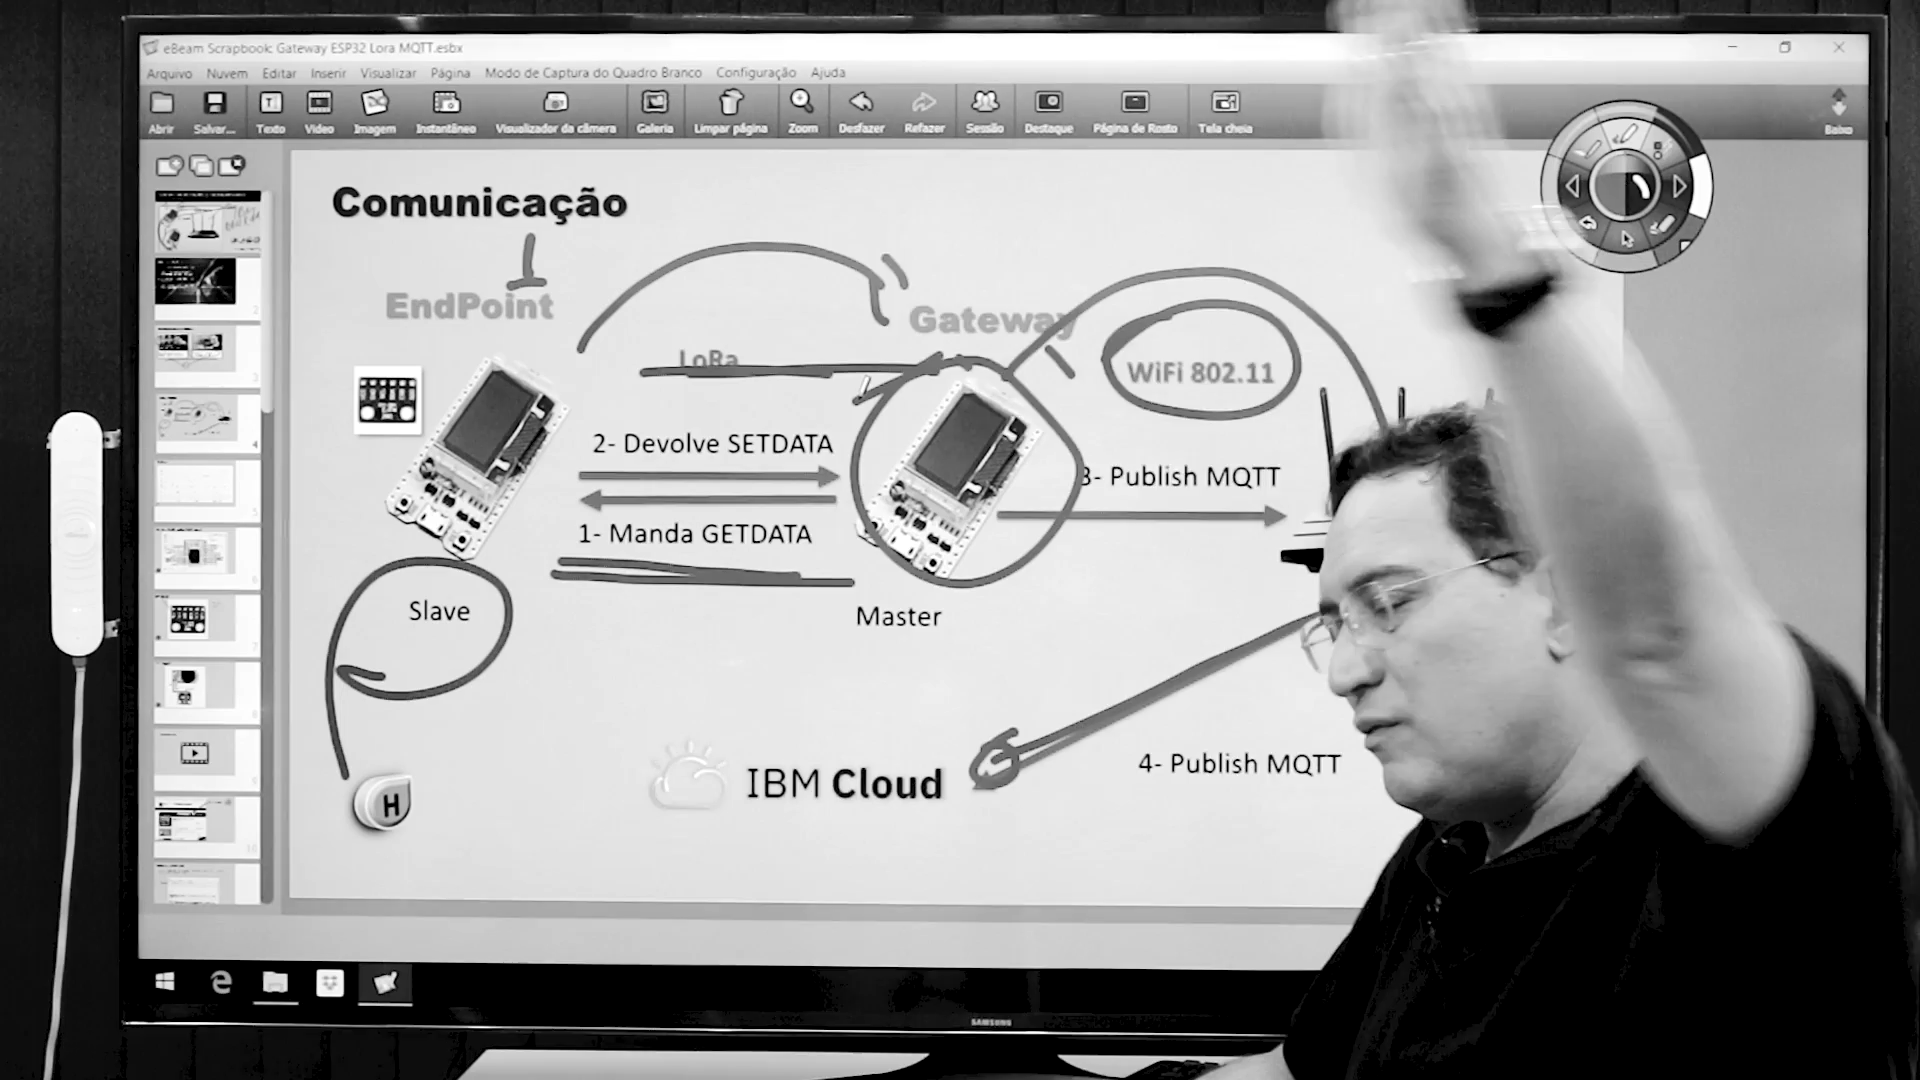 eBeam Scrapbook: Gateway ESP32 Lora MQTT.esbx
Arquivo Nuvem Editar Inserir Visualizar Página Modo de Captura do Quadro Branco Configuração Ajuda
Abrir Salvar... Texto Vídeo Imagem Instantâneo Visualizador da câmera Galeria Limpar página Zoom Desfazer Refazer Sessão Destaque Página de Rosto Tela cheia Baixo
Comunicação
EndPoint
Gateway
LoRa
WiFi 802.11
2- Devolve SETDATA
3- Publish MQTT
1- Manda GETDATA
Slave
Master
4- Publish MQTT
IBM Cloud
H
SAMSUNG